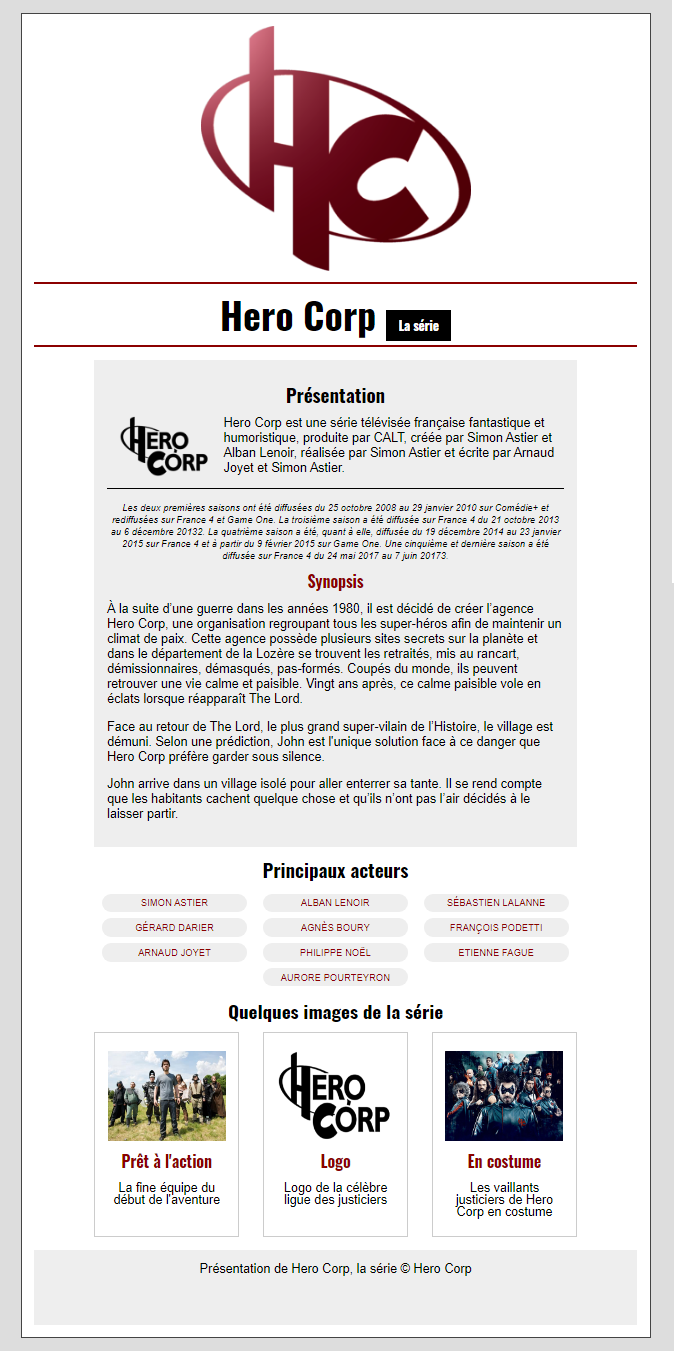 HC
Hero Corp La série
Présentation
HERO
CORP
Hero Corp est une série télévisée française fantastique et
humoristique, produite par CALT, créée par Simon Astier et
Alban Lenoir, réalisée par Simon Astier et écrite par Arnaud
Joyet et Simon Astier.
Les deux premières saisons ont été diffusées du 25 octobre 2008 au 29 janvier 2010 sur Comédie+ et
rediffusées sur France 4 et Game One. La troisième saison a été diffusée sur France 4 du 21 octobre 2013
au 6 décembre 20132. La quatrième saison a été, quant à elle, diffusée du 19 décembre 2014 au 23 janvier
2015 sur France 4 et à partir du 9 février 2015 sur Game One. Une cinquième et dernière saison a été
diffusée sur France 4 du 24 mai 2017 au 7 juin 20173.
Synopsis
À la suite d'une guerre dans les années 1980, il est décidé de créer l'agence
Hero Corp, une organisation regroupant tous les super-héros afin de maintenir un
climat de paix. Cette agence possède plusieurs sites secrets sur la planète et
dans le département de la Lozère se trouvent les retraités, mis au rancart,
démissionnaires, démasqués, pas-formés. Coupés du monde, ils peuvent
retrouver une vie calme et paisible. Vingt ans après, ce calme paisible vole en
éclats lorsque réapparaît The Lord.
Face au retour de The Lord, le plus grand super-vilain de l'Histoire, le village est
démuni. Selon une prédiction, John est l'unique solution face à ce danger que
Hero Corp préfère garder sous silence.
John arrive dans un village isolé pour aller enterrer sa tante. Il se rend compte
que les habitants cachent quelque chose et qu'ils n'ont pas l'air décidés à le
laisser partir.
Principaux acteurs
SIMON ASTIER ALBAN LENOIR SÉBASTIEN LALANNE
GÉRARD DARIER AGNÈS BOURY FRANÇOIS PODETTI
ARNAUD JOYET PHILIPPE NOËL ETIENNE FAGUE
AURORE POURTEYRON
Quelques images de la série
HERO
CORP
Prêt à l'action
La fine équipe du
début de l'aventure
Logo
Logo de la célèbre
ligue des justiciers
En costume
Les vaillants
justiciers de Hero
Corp en costume
Présentation de Hero Corp, la série © Hero Corp